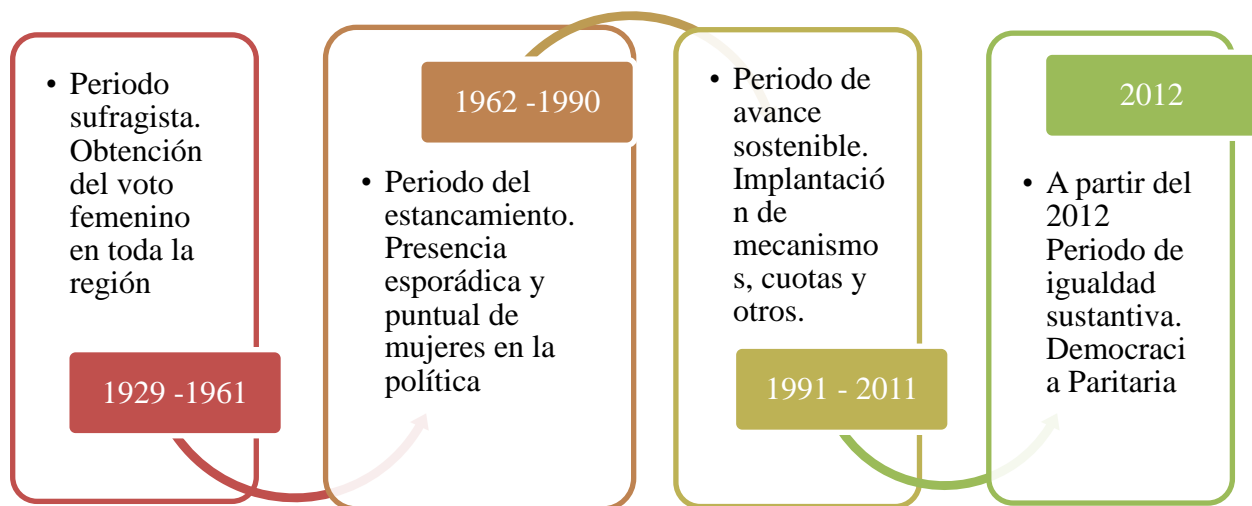 • Periodo
sufragista.
Obtención
del voto
femenino
en toda la
región
1929 -1961
1962 -1990
• Periodo del
estancamiento.
Presencia
esporádica y
puntual de
mujeres en la
política
• Periodo de
avance
sostenible.
Implantació
n de
mecanismo
s, cuotas y
otros.
1991 - 2011
2012
• A partir del
2012
Periodo de
igualdad
sustantiva.
Democraci
a Paritaria